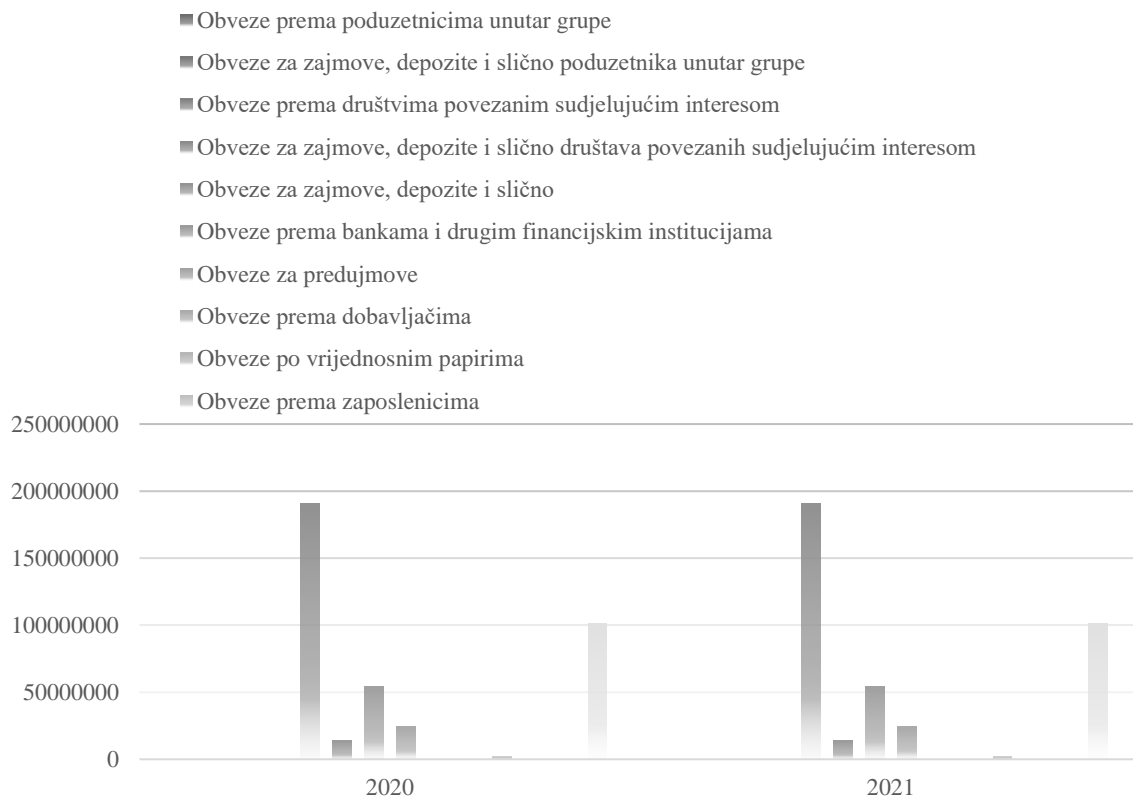 Obveze prema poduzetnicima unutar grupe
Obveze za zajmove, depozite i slično poduzetnika unutar grupe
Obveze prema društvima povezanim sudjelujućim interesom
Obveze za zajmove, depozite i slično društava povezanih sudjelujućim interesom
Obveze za zajmove, depozite i slično
Obveze prema bankama i drugim financijskim institucijama
Obveze za predujmove
Obveze prema dobavljačima
Obveze po vrijednosnim papirima
Obveze prema zaposlenicima
250000000
200000000
150000000
100000000
50000000
0
2020
2021